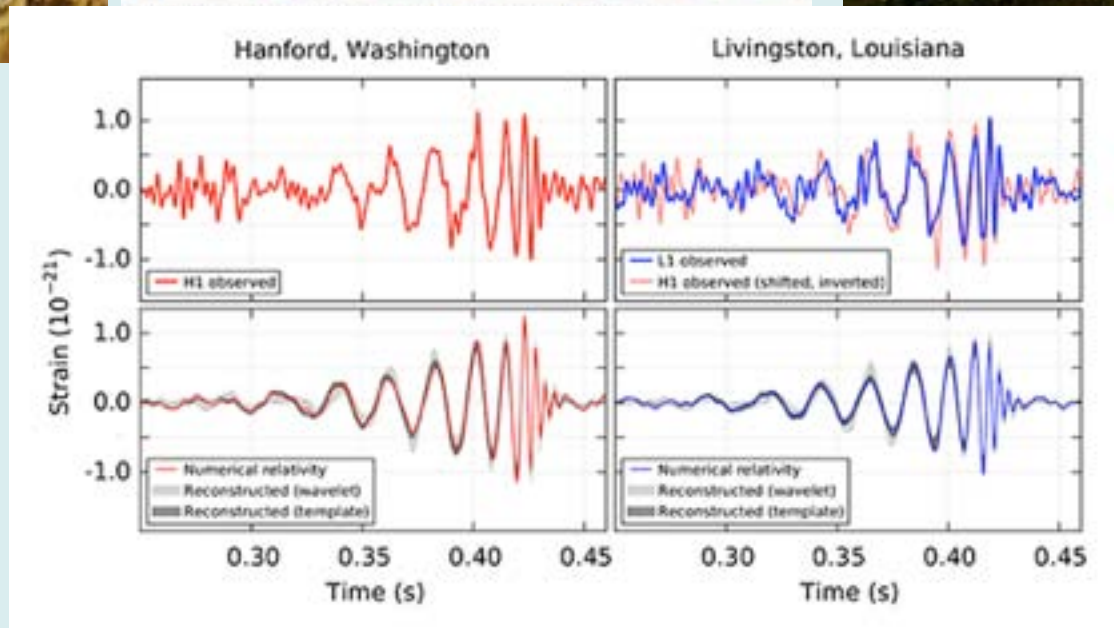 Hanford, Washington
Livingston, Louisiana
1.0
0.0
-1.0
H1 observed
L1 observed
H1 observed (shifted, inverted)
Strain (10⁻²¹)
1.0
0.0
-1.0
Numerical relativity
Reconstructed (wavelet)
Reconstructed (template)
Numerical relativity
Reconstructed (wavelet)
Reconstructed (template)
0.30 0.35 0.40 0.45
0.30 0.35 0.40 0.45
Time (s)
Time (s)